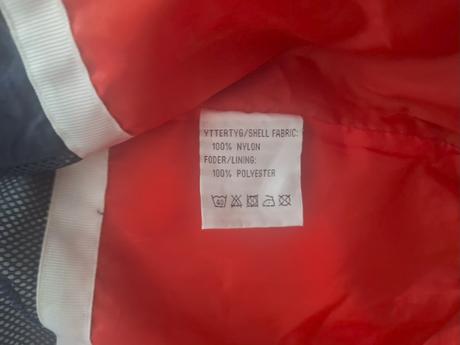 YTTERTYG/SHELL FABRIC:
100% NYLON
FODER/LINING:
100% POLYESTER